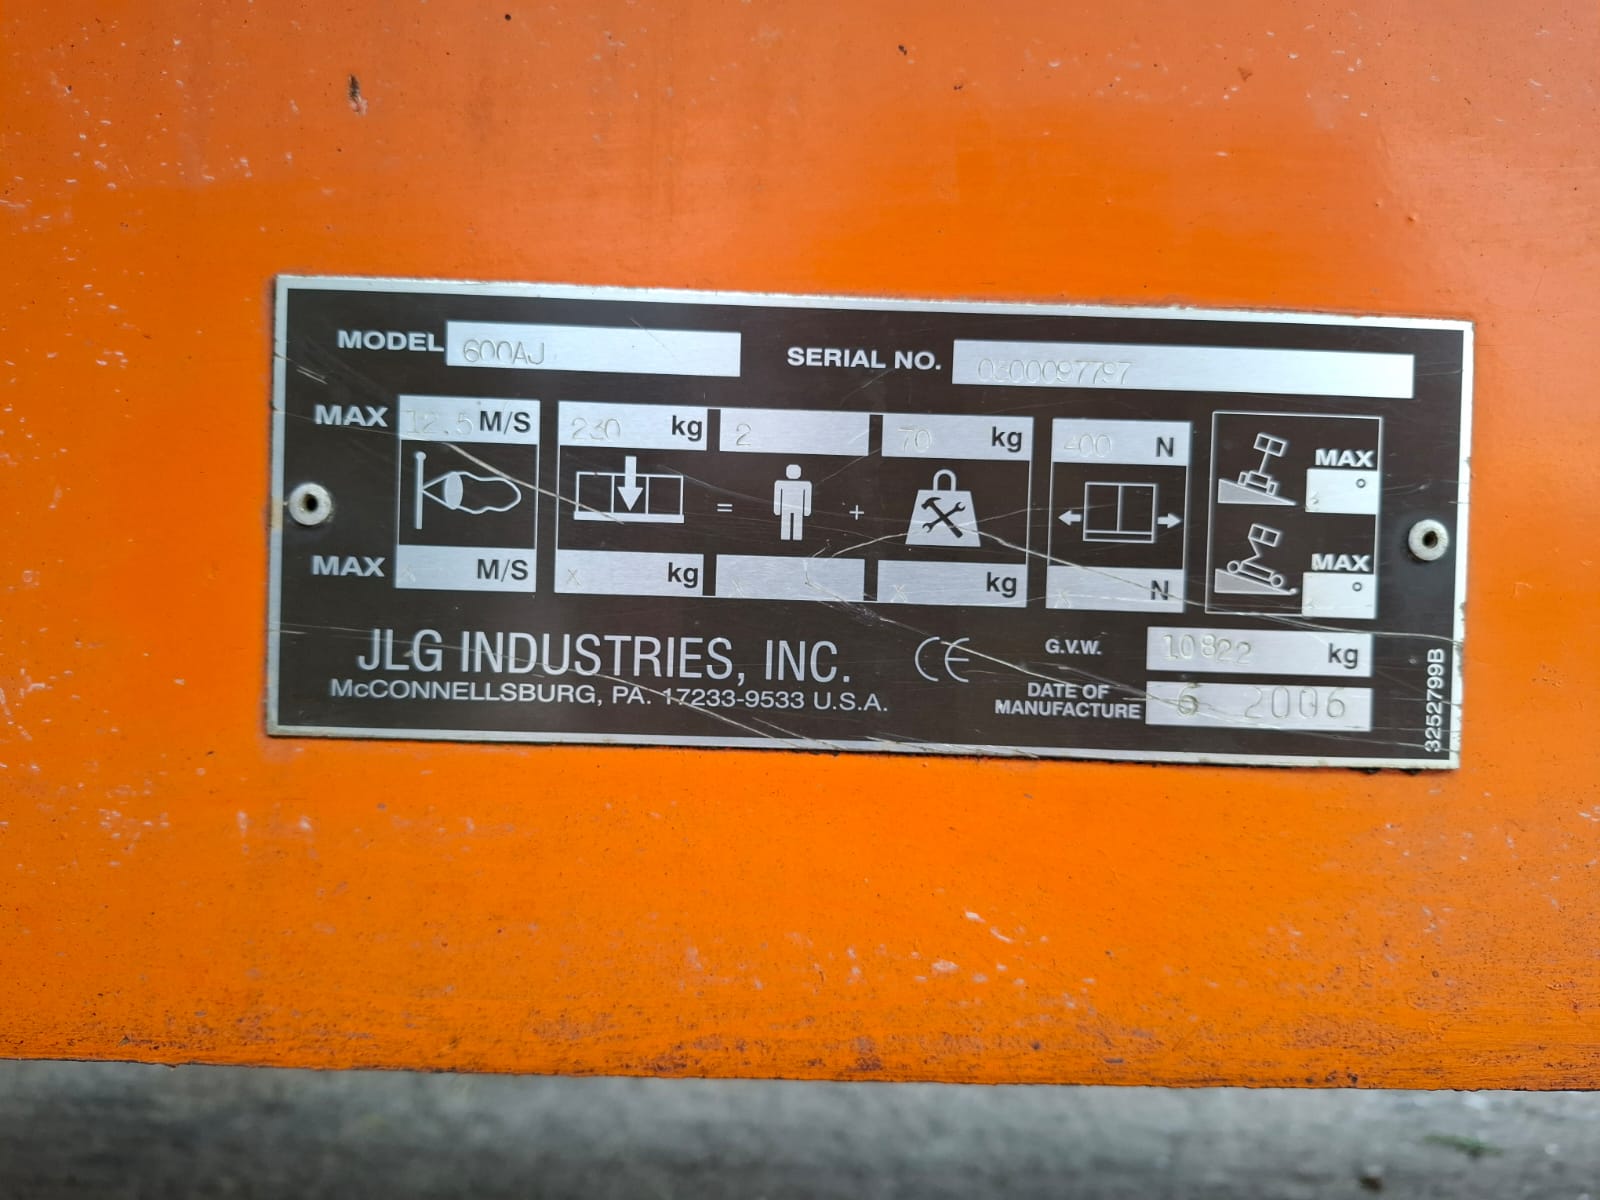 MODEL 600AJ SERIAL NO. 0300097797
MAX 12.5 M/S 230 kg 2 70 kg 400 N MAX °
= +
MAX X M/S X kg X X kg X N MAX °
JLG INDUSTRIES, INC. CE G.V.W. 10822 kg
McCONNELLSBURG, PA. 17233-9533 U.S.A. DATE OF MANUFACTURE 6 2006
3252799B